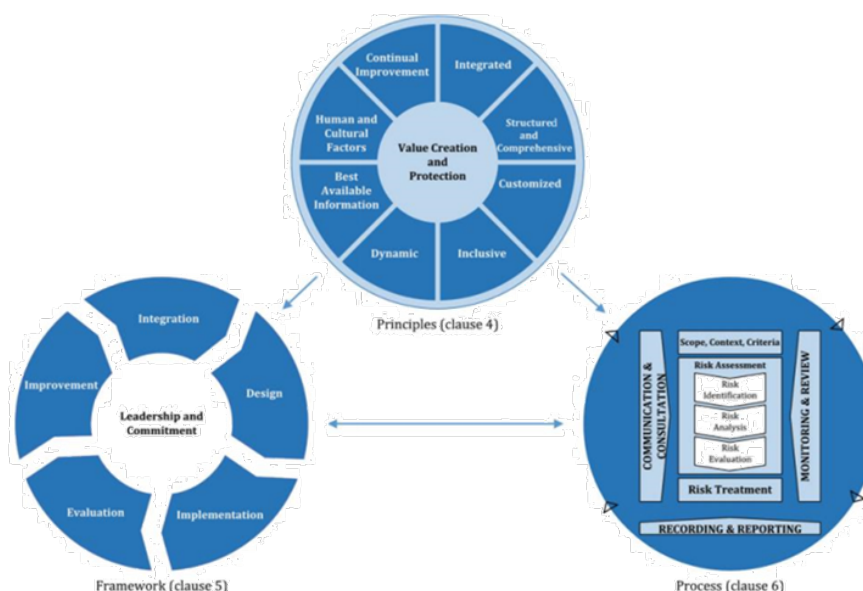 Continual
Improvement
Integrated
Structured
and
Comprehensive
Customized
Inclusive
Dynamic
Best
Available
Information
Human and
Cultural
Factors
Value Creation
and
Protection
Principles (clause 4)
Integration
Design
Implementation
Evaluation
Improvement
Leadership and
Commitment
Framework (clause 5)
Scope, Context, Criteria
Risk Assessment
Risk
Identification
Risk
Analysis
Risk
Evaluation
Risk Treatment
COMMUNICATION &
CONSULTATION
MONITORING & REVIEW
RECORDING & REPORTING
Process (clause 6)